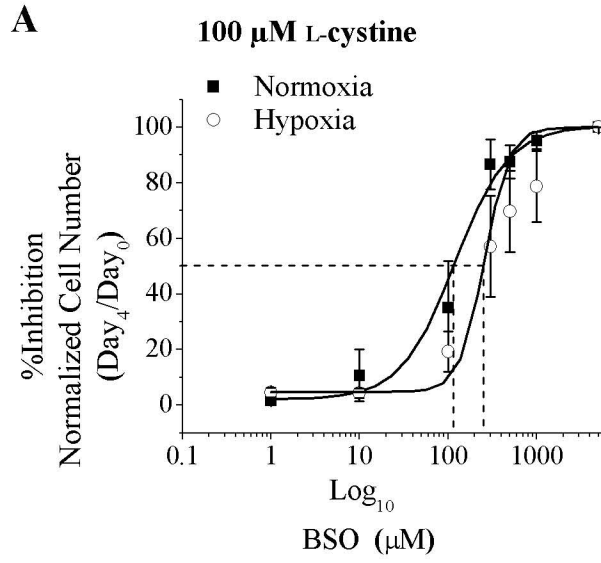 A
100 µM L-cystine
Normoxia
Hypoxia
%Inhibition
Normalized Cell Number
(Day4/Day0)
100
80
60
40
20
0
0.1 1 10 100 1000
Log10
BSO (µM)